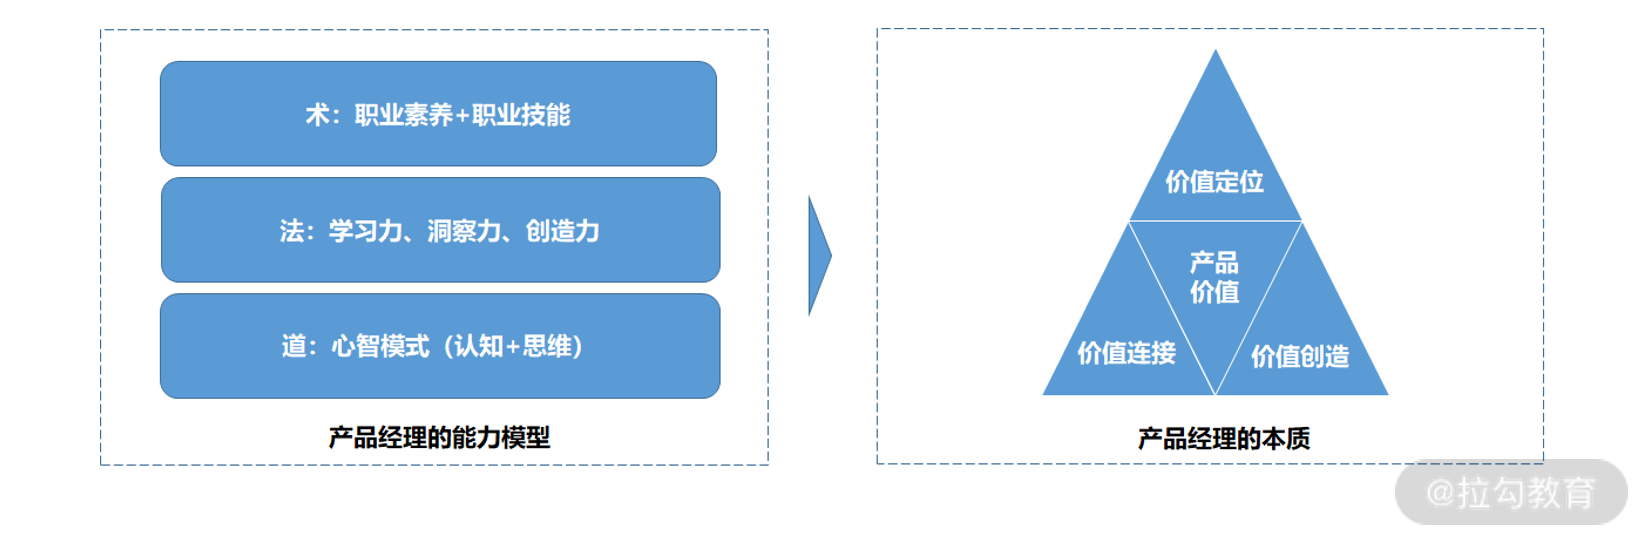 术：职业素养+职业技能
法：学习力、洞察力、创造力
道：心智模式（认知+思维）
产品经理的能力模型
价值定位
产品
价值
价值连接
价值创造
产品经理的本质
@拉勾教育